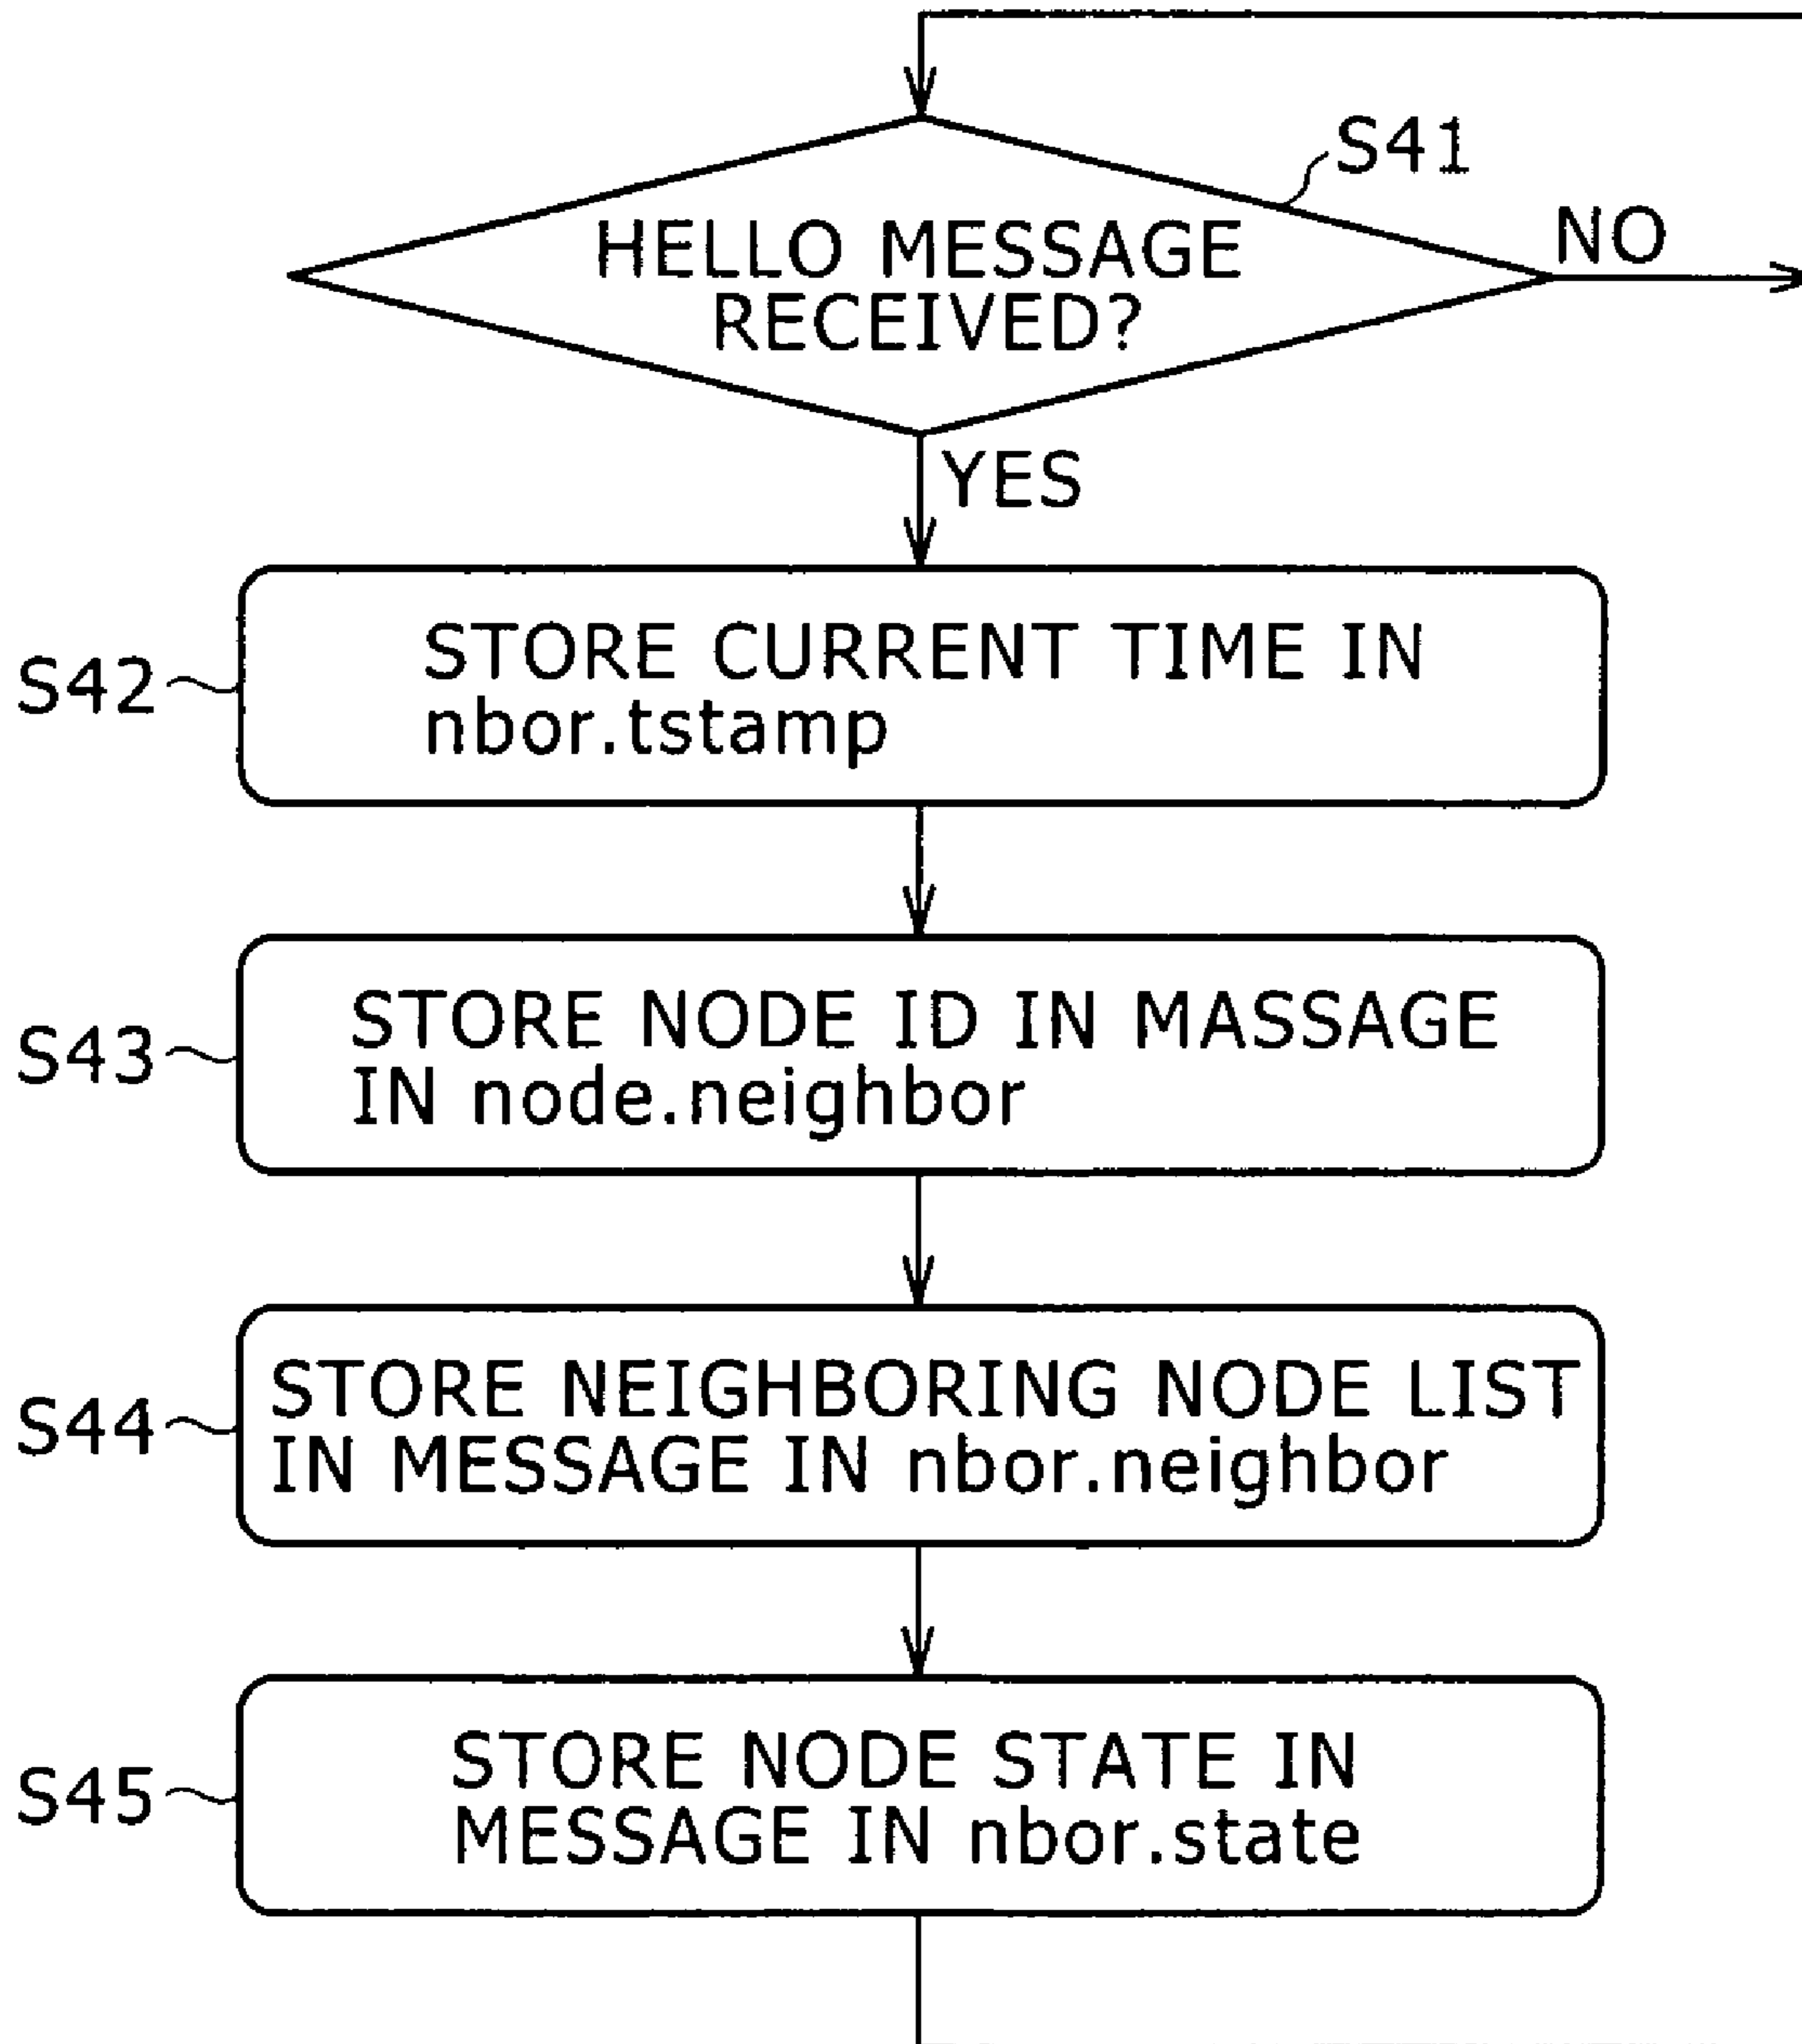 S41
HELLO MESSAGE
RECEIVED?
NO
YES
S42
STORE CURRENT TIME IN
nbor.tstamp
S43
STORE NODE ID IN MASSAGE
IN node.neighbor
S44
STORE NEIGHBORING NODE LIST
IN MESSAGE IN nbor.neighbor
S45
STORE NODE STATE IN
MESSAGE IN nbor.state